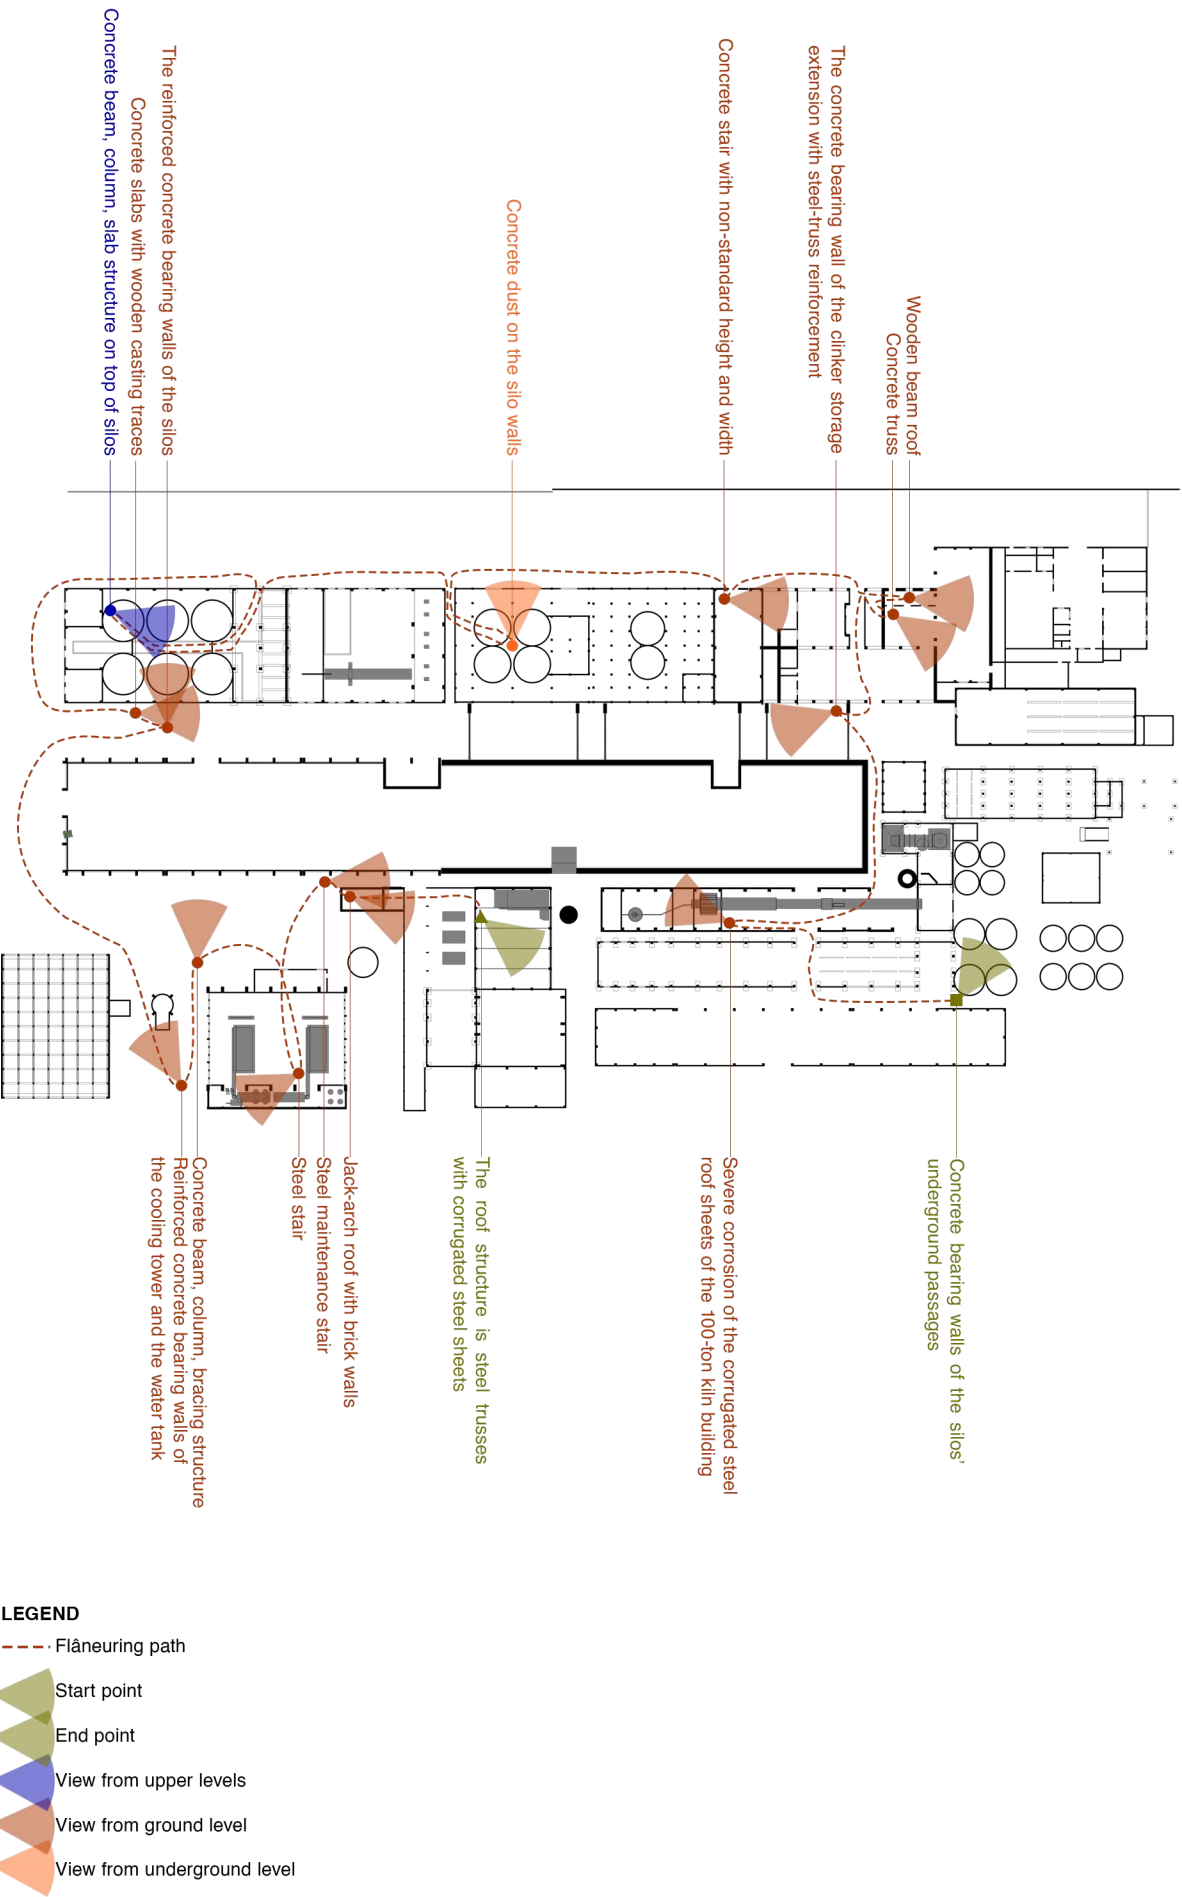 Concrete beam, column, slab structure on top of silos
Concrete slabs with wooden casting traces
The reinforced concrete bearing walls of the silos
Concrete dust on the silo walls
Concrete stair with non-standard height and width
The concrete bearing wall of the clinker storage
extension with steel-truss reinforcement
Concrete truss
Wooden beam roof
Reinforced concrete bearing walls of
the cooling tower and the water tank
Concrete beam, column, bracing structure
Steel stair
Steel maintenance stair
Jack-arch roof with brick walls
The roof structure is steel trusses
with corrugated steel sheets
Severe corrosion of the corrugated steel
roof sheets of the 100-ton kiln building
Concrete bearing walls of the silos’
underground passages
LEGEND
Flâneuring path
Start point
End point
View from upper levels
View from ground level
View from underground level